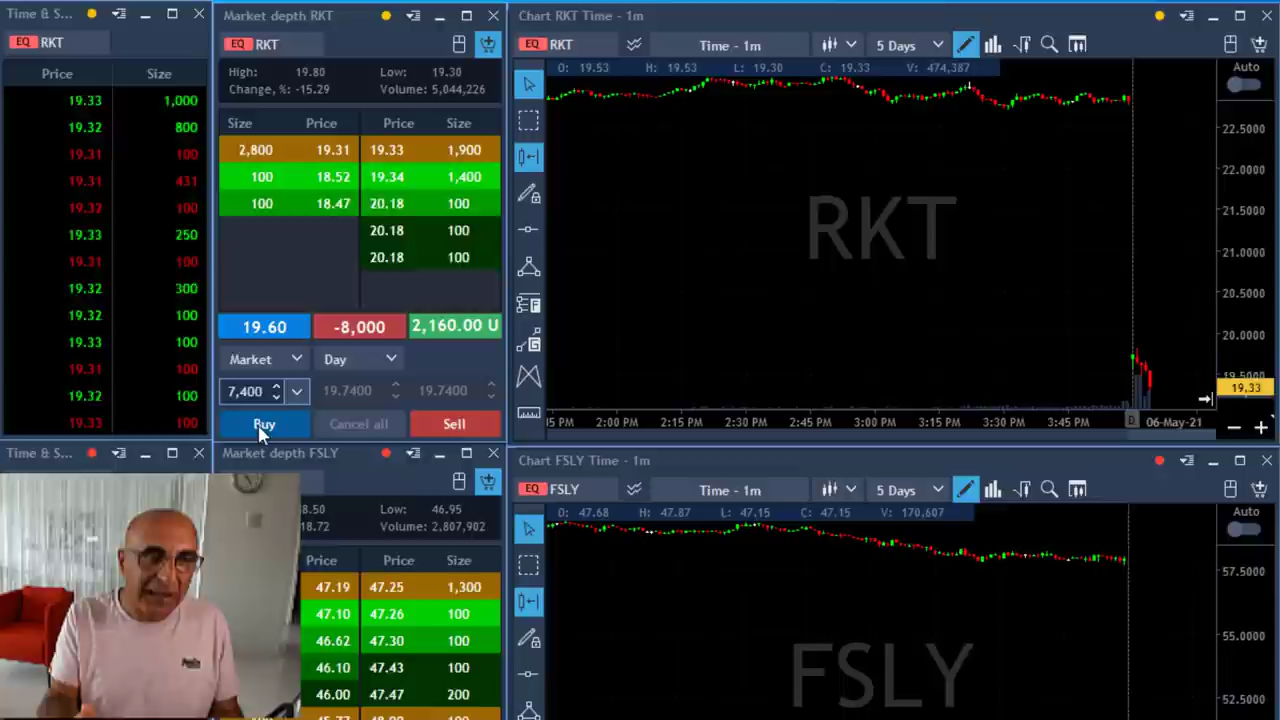 Time & S...
EQ RKT
Price Size
19.33 1,000
19.32 800
19.31 100
19.31 431
19.32 100
19.33 250
19.31 100
19.32 300
19.32 100
19.33 100
19.31 100
19.32 100
19.33 100
Market depth RKT
EQ RKT
High: 19.80 Low: 19.30
Change, %: -15.29 Volume: 5,044,226
Size Price Price Size
2,800 19.31 19.33 1,900
100 18.52 19.34 1,400
100 18.47 20.18 100
20.18 100
20.18 100
19.60 -8,000 2,160.00 U
Market Day
7,400 19.7400 19.7400
Buy Cancel all Sell
Chart RKT Time - 1m
EQ RKT Time - 1m 5 Days
O: 19.53 H: 19.53 L: 19.30 C: 19.33 V: 474,387
Auto
RKT
22.5000
22.0000
21.5000
21.0000
20.5000
20.0000
19.33
:45 PM 2:00 PM 2:15 PM 2:30 PM 2:45 PM 3:00 PM 3:15 PM 3:30 PM 3:45 PM D 06-May-21
Time & S...
Market depth FSLY
8.50 Low: 46.95
18.72 Volume: 2,807,902
Price Price Size
47.19 47.25 1,300
47.10 47.26 100
46.62 47.30 100
46.10 47.43 100
46.00 47.47 200
Chart FSLY Time - 1m
EQ FSLY Time - 1m 5 Days
O: 47.68 H: 47.87 L: 47.15 C: 47.15 V: 170,607
Auto
FSLY
57.5000
55.0000
52.5000